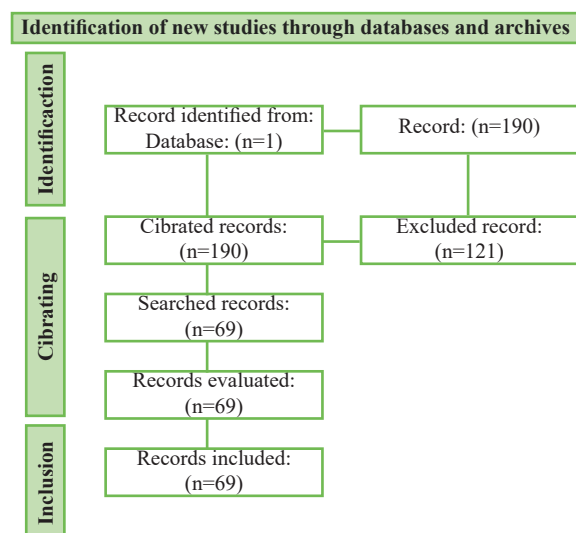 Identification of new studies through databases and archives
Identificaction
Record identified from:
Database: (n=1)
Record: (n=190)
Cibrating
Cibrated records:
(n=190)
Excluded record:
(n=121)
Searched records:
(n=69)
Records evaluated:
(n=69)
Inclusion
Records included:
(n=69)